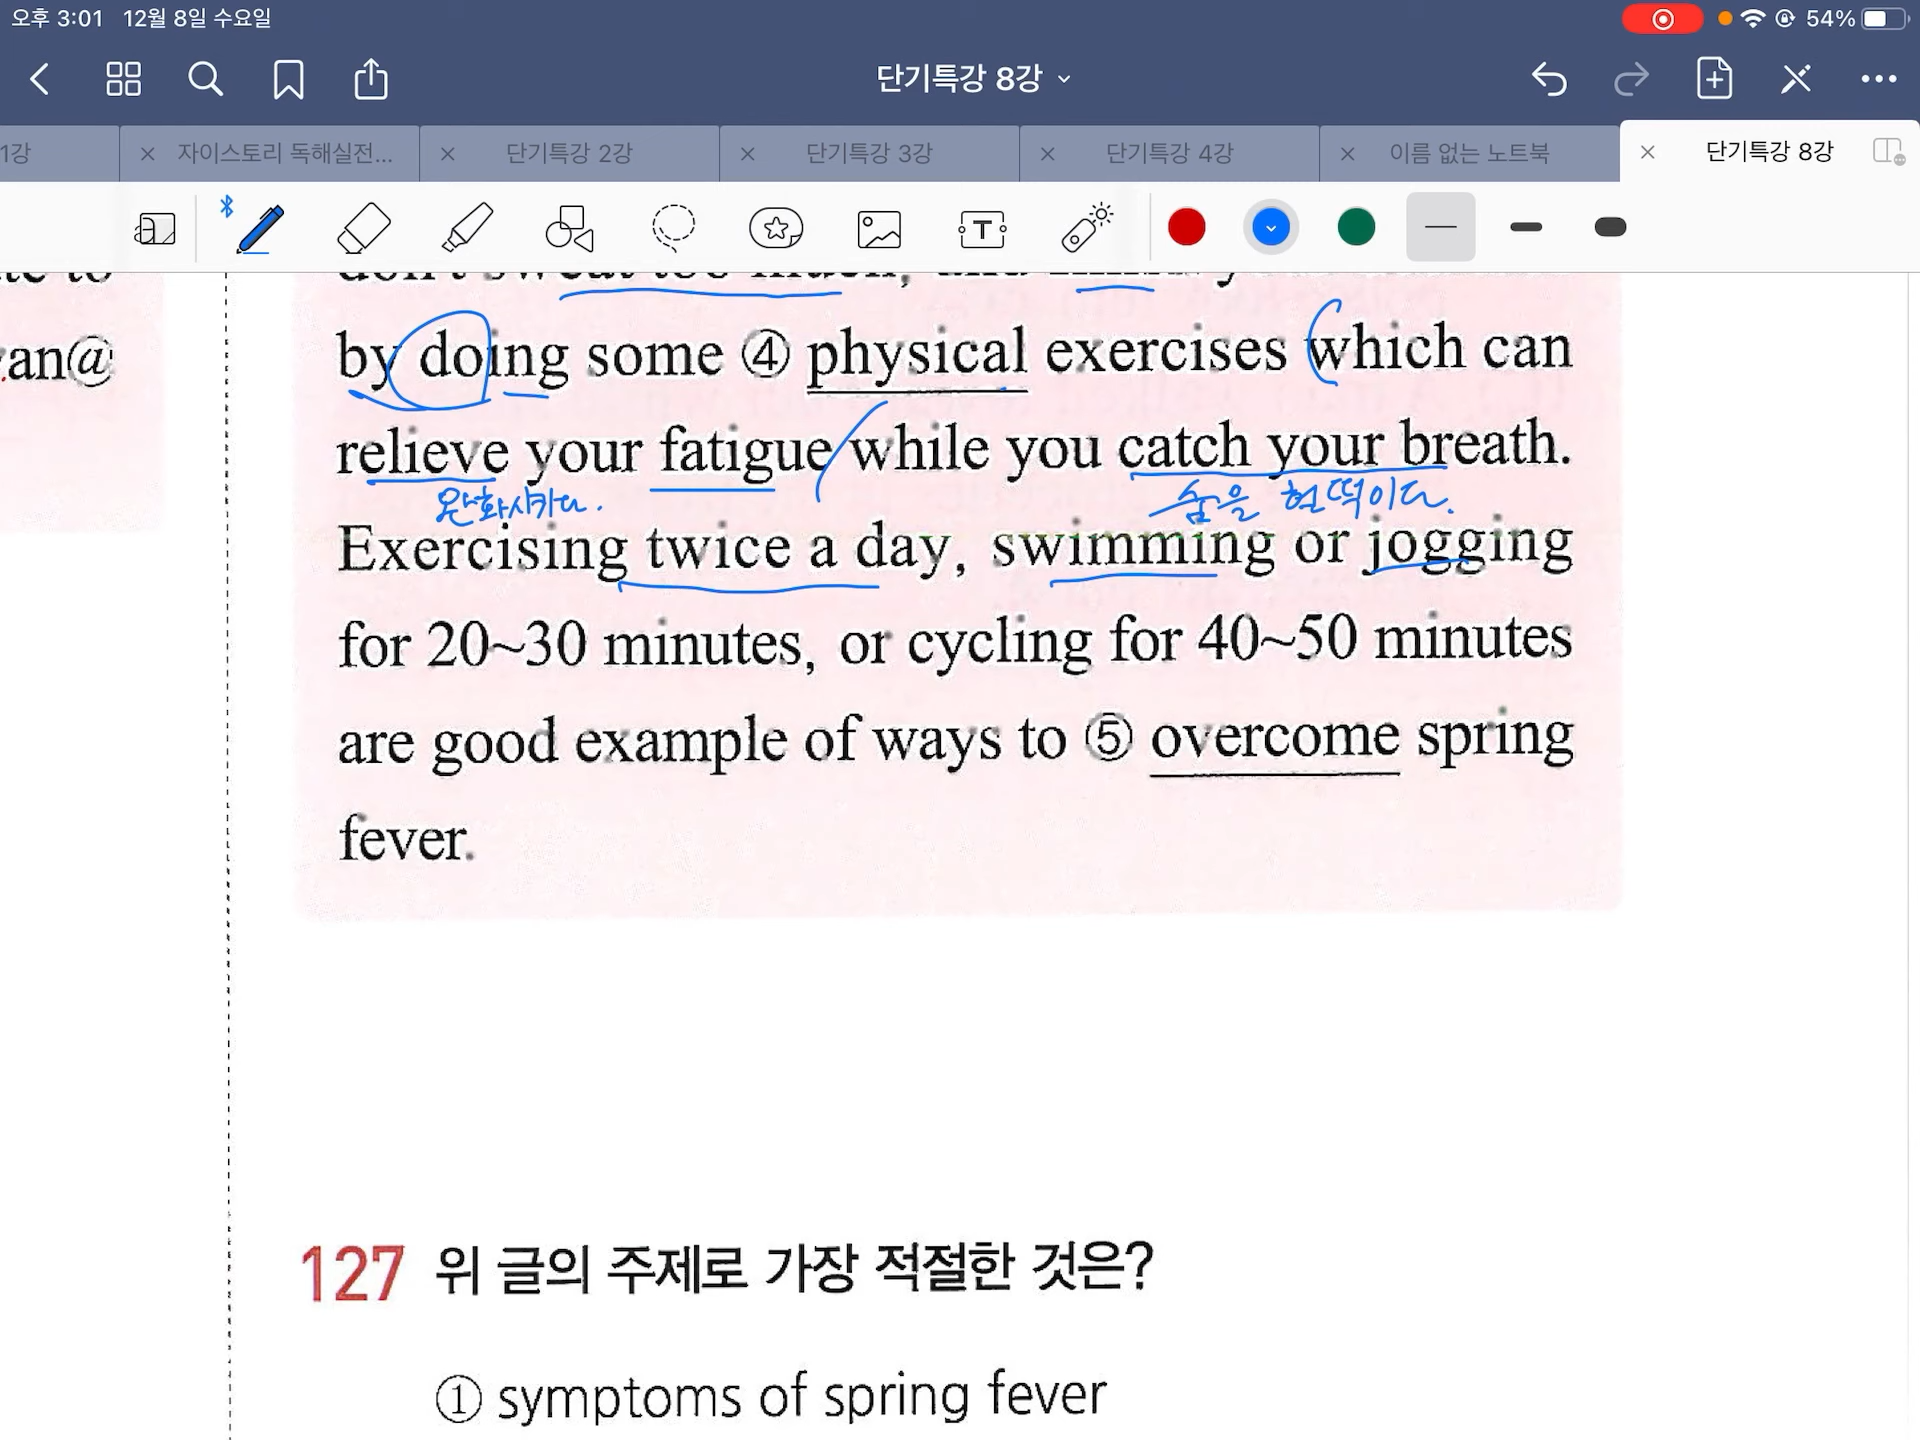 오후 3:01 12월 8일 수요일
54%
단기특강 8강
1강
자이스토리 독해실전...
단기특강 2강
단기특강 3강
단기특강 4강
이름 없는 노트북
단기특강 8강
an@
don't sweat too much, and
by doing some ④ physical exercises which can
relieve your fatigue while you catch your breath.
완화시키다.
숨을 헌떡이다.
Exercising twice a day, swimming or jogging
for 20~30 minutes, or cycling for 40~50 minutes
are good example of ways to ⑤ overcome spring
fever.
127 위 글의 주제로 가장 적절한 것은?
① symptoms of spring fever